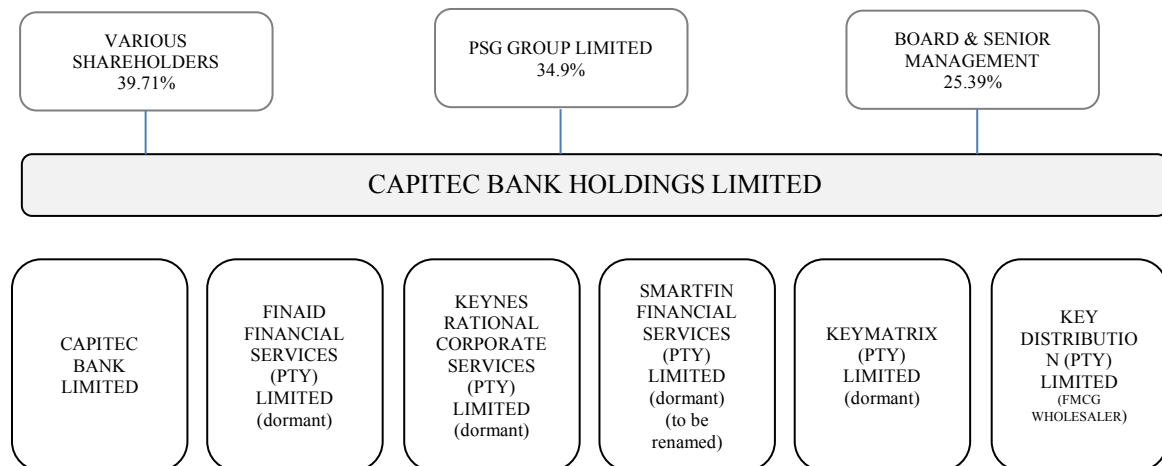 VARIOUS
SHAREHOLDERS
39.71%
PSG GROUP LIMITED
34.9%
BOARD & SENIOR
MANAGEMENT
25.39%
CAPITEC BANK HOLDINGS LIMITED
CAPITEC
BANK
LIMITED
FINAID
FINANCIAL
SERVICES
(PTY)
LIMITED
(dormant)
KEYNES
RATIONAL
CORPORATE
SERVICES
(PTY)
LIMITED
(dormant)
SMARTFIN
FINANCIAL
SERVICES
(PTY)
LIMITED
(dormant)
(to be
renamed)
KEYMATRIX
(PTY)
LIMITED
(dormant)
KEY
DISTRIBUTIO
N (PTY)
LIMITED
(FMCG
WHOLESALER)